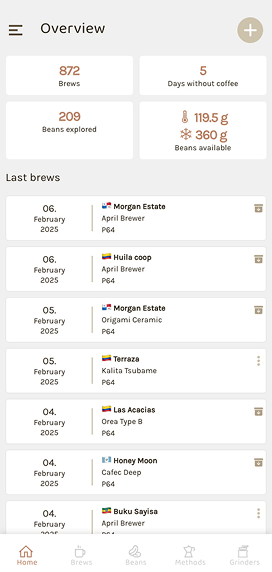 Overview
872
Brews
5
Days without coffee
209
Beans explored
119.5 g
360 g
Beans available
Last brews
06.
February
2025
Morgan Estate
April Brewer
P64
06.
February
2025
Huila coop
April Brewer
P64
05.
February
2025
Morgan Estate
Origami Ceramic
P64
05.
February
2025
Terraza
Kalita Tsubame
P64
04.
February
2025
Las Acacias
Orea Type B
P64
04.
February
2025
Honey Moon
Cafec Deep
P64
04.
February
Buku Sayisa
April Brewer
Home
Brews
Beans
Methods
Grinders